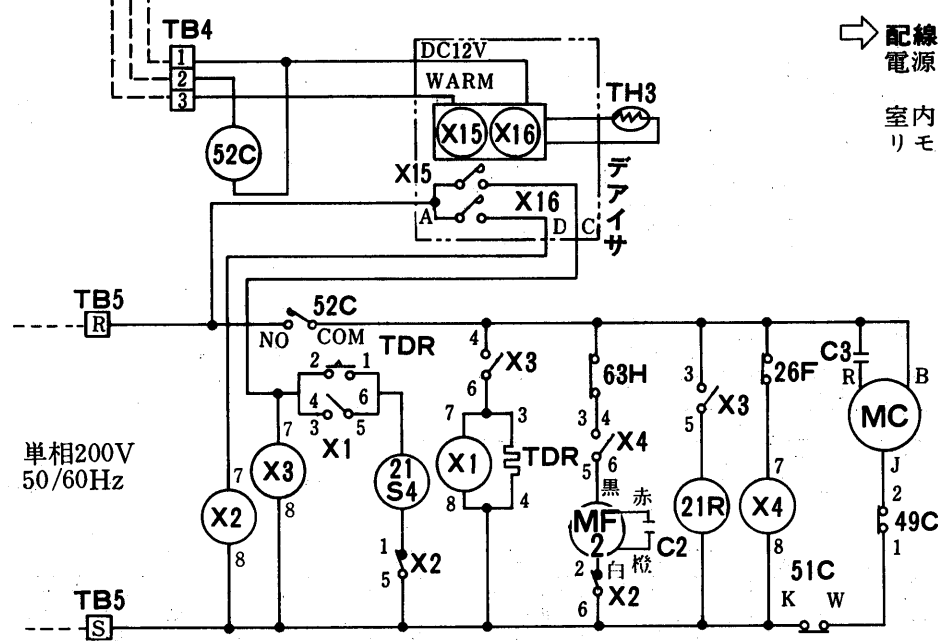 TB4
1
2
3
DC12V
WARM
52C
X15
X16
TH3
デアイサ
X15
X16
A
D
C
⇨ 配線
電源
室内
リモ
TB5
R
52C
NO
COM
TDR
2
1
4
3
6
5
X1
4
6
X3
7
3
X1
TDR
8
4
63H
3
4
X4
5
6
黒
赤
MF
2
C2
2
白
橙
X2
6
3
X3
5
21R
26F
7
X4
8
C3
R
B
MC
J
2
49C
1
51C
K
W
単相200V
50/60Hz
7
X2
8
7
X3
8
21
S4
1
X2
5
TB5
S